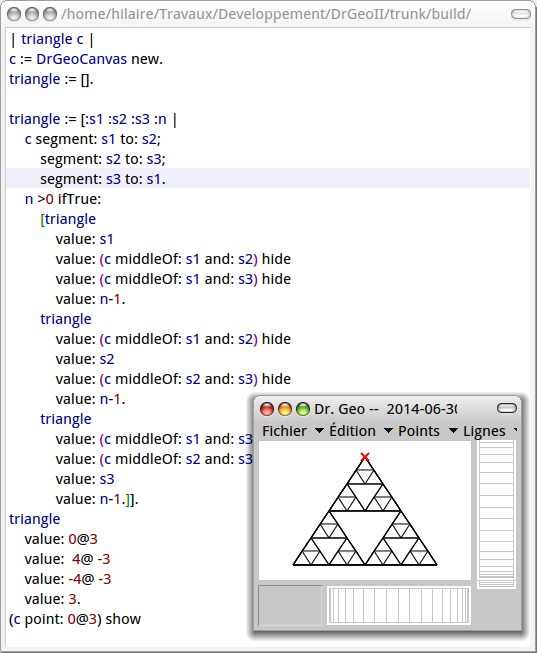 /home/hilaire/Travaux/Developpement/DrGeoII/trunk/build/
| triangle c |
c := DrGeoCanvas new.
triangle := [].
triangle := [:s1 :s2 :s3 :n |
c segment: s1 to: s2;
segment: s2 to: s3;
segment: s3 to: s1.
n >0 ifTrue:
[triangle
value: s1
value: (c middleOf: s1 and: s2) hide
value: (c middleOf: s1 and: s3) hide
value: n-1.
triangle
value: (c middleOf: s1 and: s2) hide
value: s2
value: (c middleOf: s2 and: s3) hide
value: n-1.
triangle
value: (c middleOf: s1 and: s3
value: (c middleOf: s2 and: s3
value: s3
value: n-1.]].
triangle
value: 0@3
value:  4@ -3
value: -4@ -3
value: 3.
(c point: 0@3) show
Dr. Geo -- 2014-06-30
Fichier Édition Points Lignes